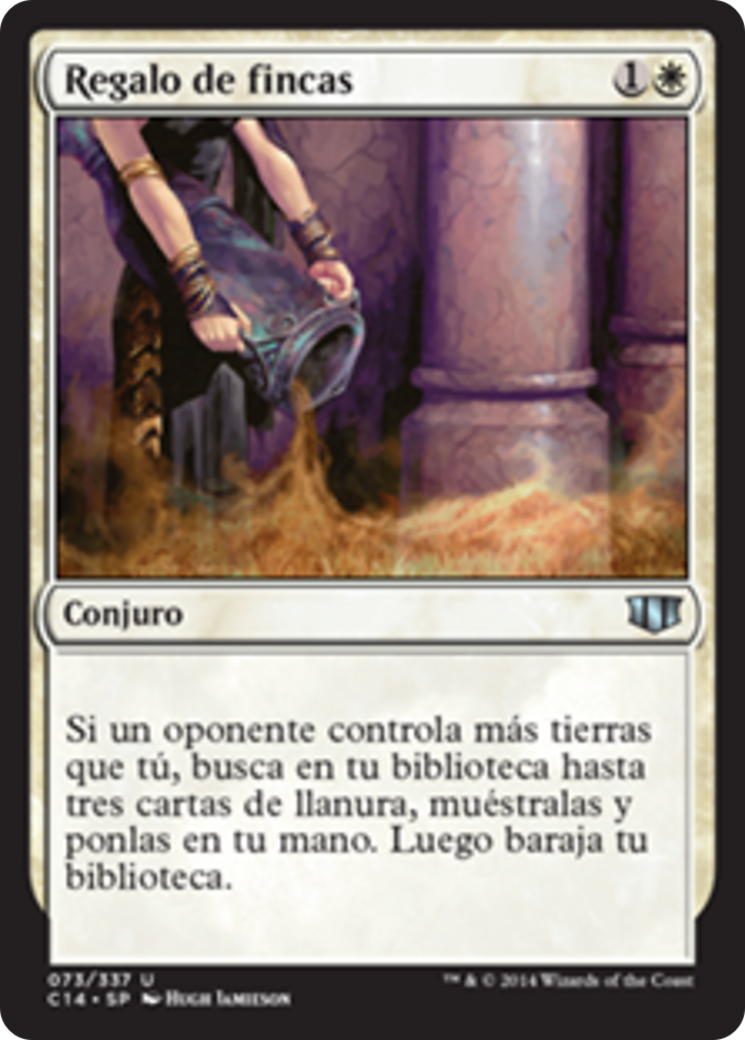 Regalo de fincas 1
Conjuro
Si un oponente controla más tierras
que tú, busca en tu biblioteca hasta
tres cartas de llanura, muéstralas y
ponlas en tu mano. Luego baraja tu
biblioteca.
073/337 U ™ & © 2014 Wizards of the Coast
C14 • SP Hugh Jamieson